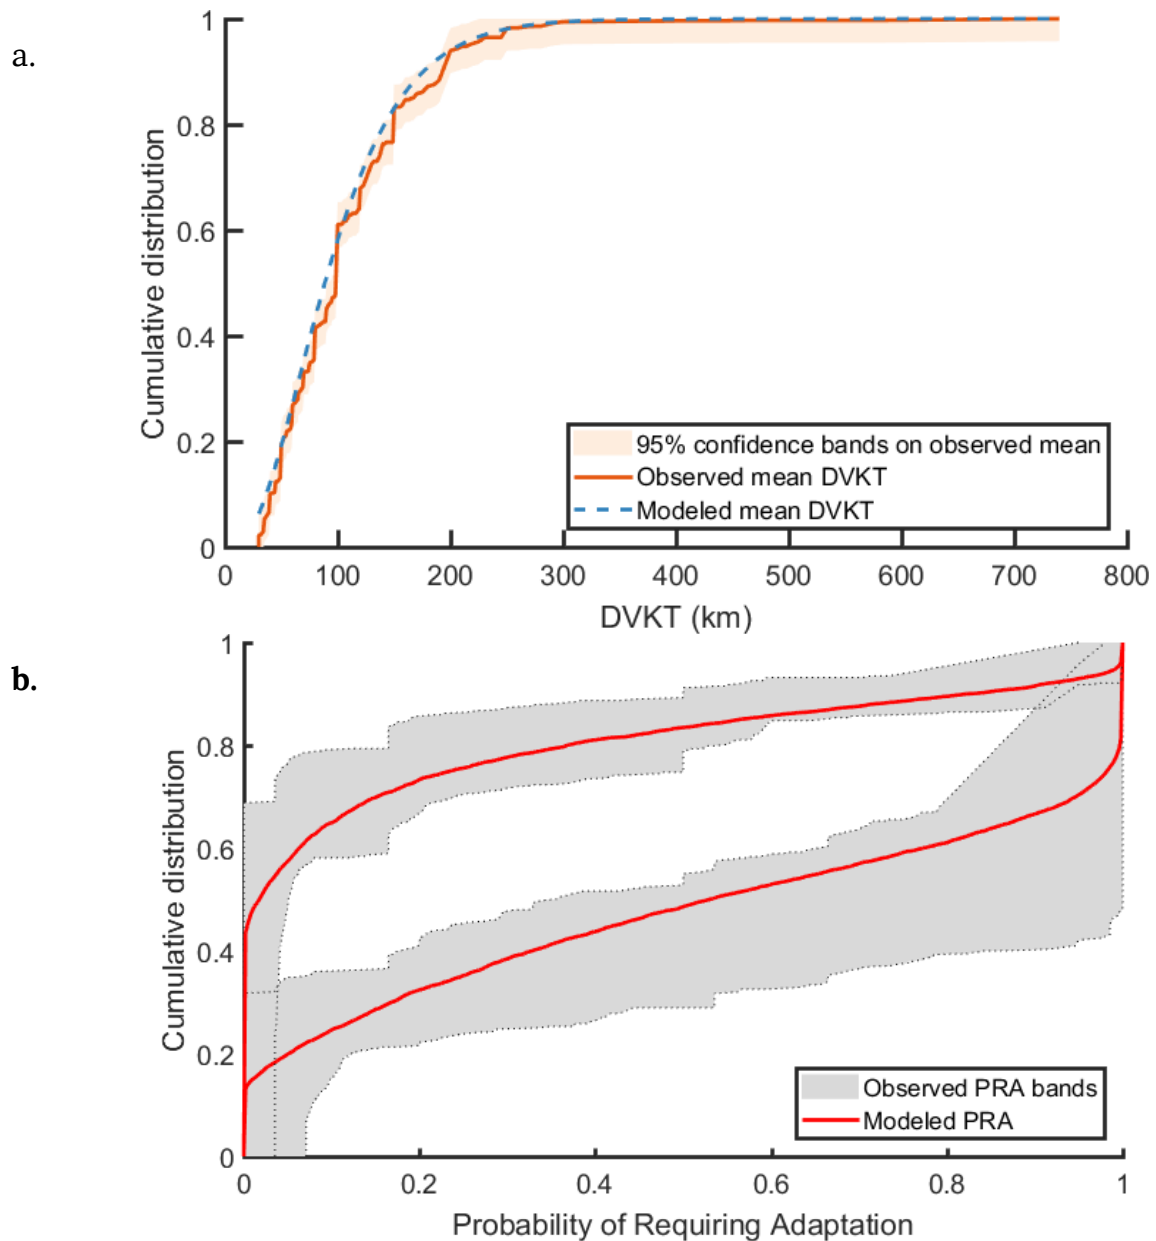 a.
1
0.8
0.6
0.4
0.2
0
Cumulative distribution
95% confidence bands on observed mean
Observed mean DVKT
Modeled mean DVKT
0 100 200 300 400 500 600 700 800
DVKT (km)
b.
1
0.8
0.6
0.4
0.2
0
Cumulative distribution
Observed PRA bands
Modeled PRA
0 0.2 0.4 0.6 0.8 1
Probability of Requiring Adaptation